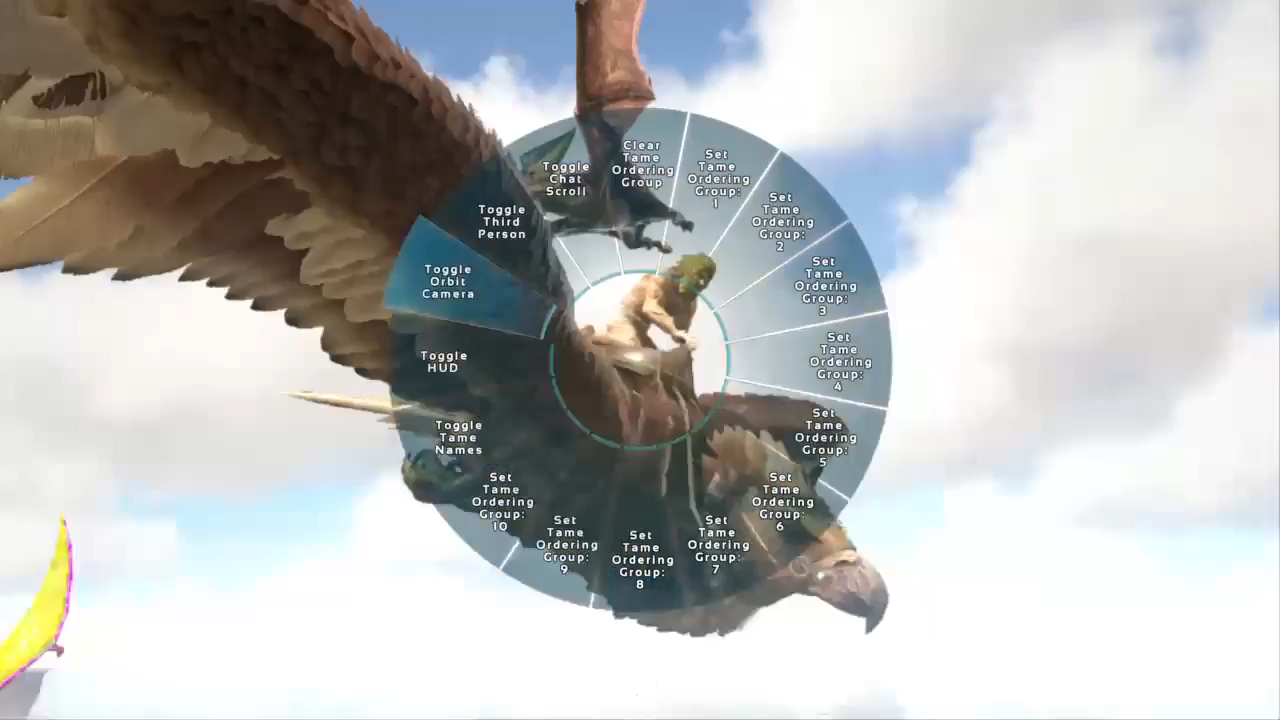 Clear
Tame
Ordering
Group
Set
Tame
Ordering
Group:
1
Set
Tame
Ordering
Group:
2
Set
Tame
Ordering
Group:
3
Set
Tame
Ordering
Group:
4
Set
Tame
Ordering
Group:
5
Set
Tame
Ordering
Group:
6
Set
Tame
Ordering
Group:
7
Set
Tame
Ordering
Group:
8
Set
Tame
Ordering
Group:
9
Set
Tame
Ordering
Group:
10
Toggle
Tame
Names
Toggle
HUD
Toggle
Orbit
Camera
Toggle
Third
Person
Toggle
Chat
Scroll